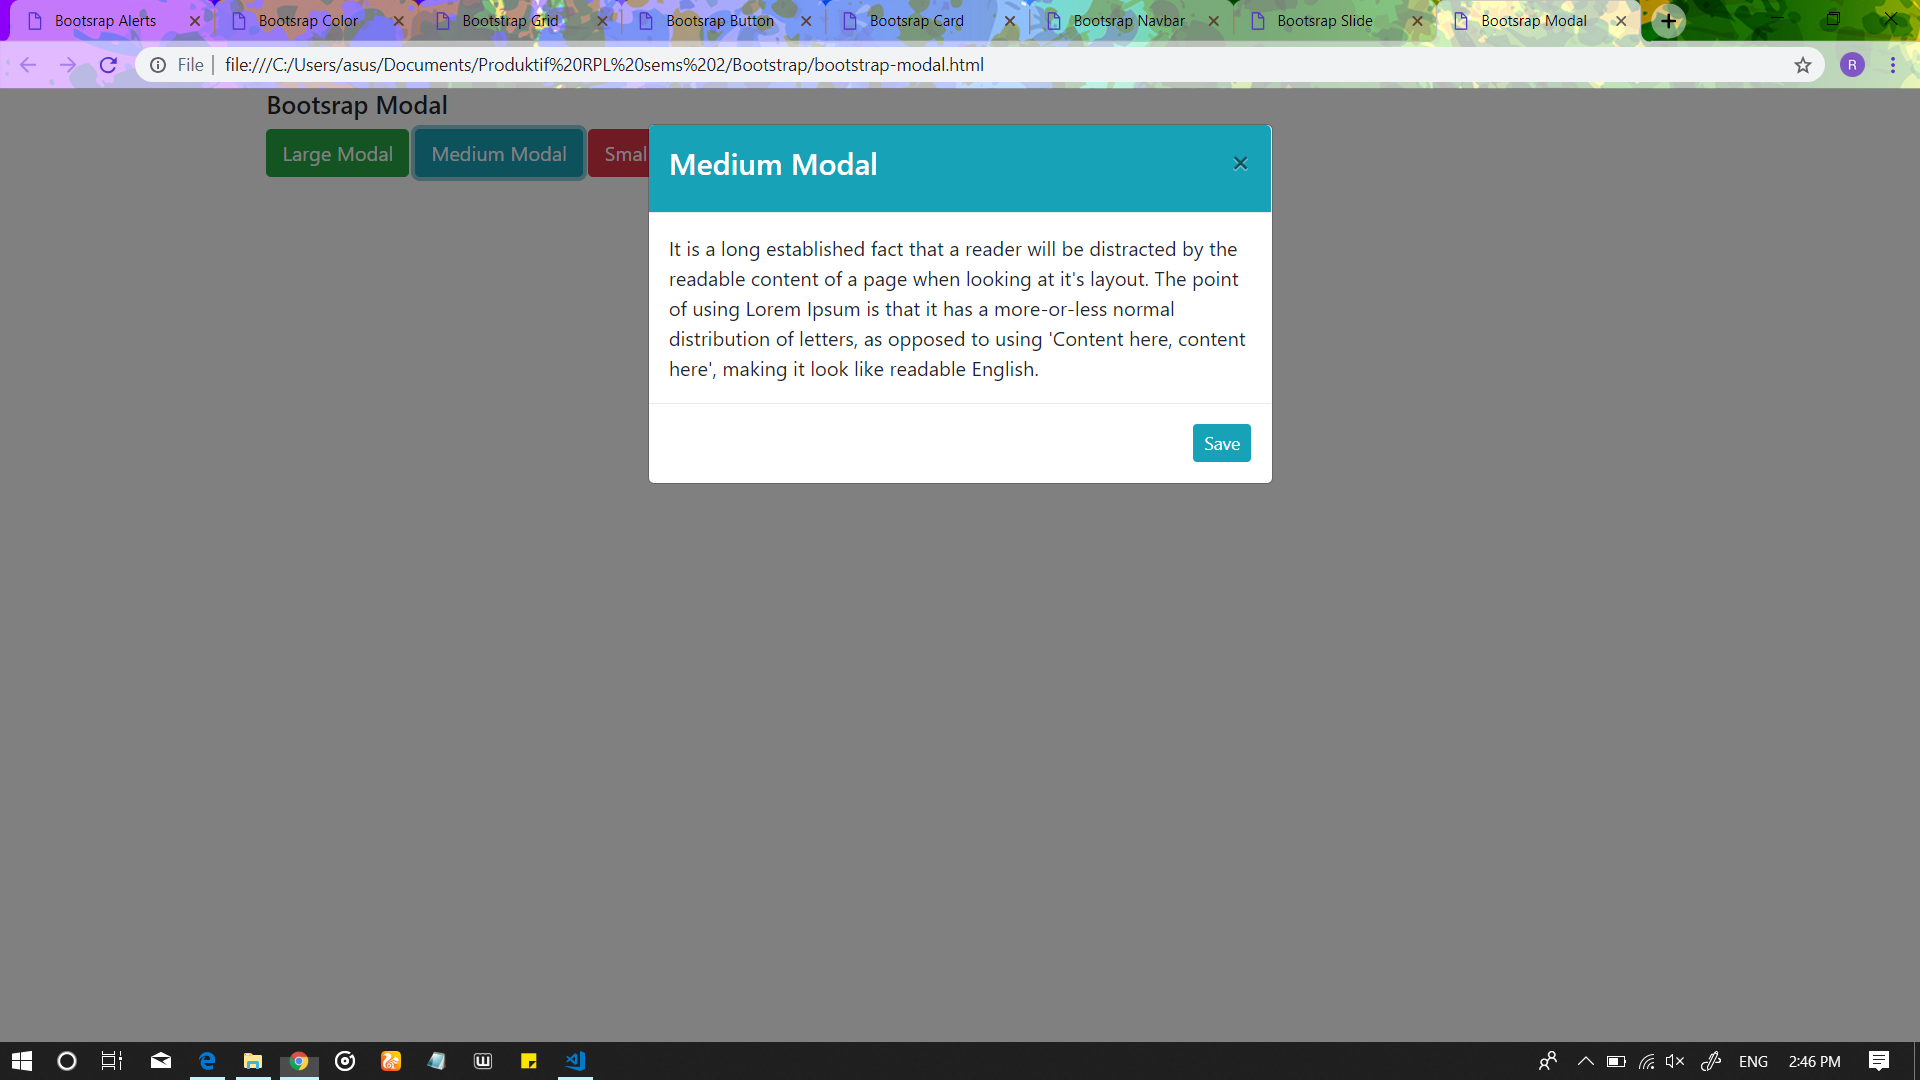 Bootsrap Alerts
Bootsrap Color
Bootstrap Grid
Bootsrap Button
Bootsrap Card
Bootsrap Navbar
Bootsrap Slide
Bootsrap Modal
File | file:///C:/Users/asus/Documents/Produktif%20RPL%20sems%202/Bootstrap/bootstrap-modal.html
R
Bootsrap Modal
Large Modal
Medium Modal
Smal
Medium Modal
×
It is a long established fact that a reader will be distracted by the
readable content of a page when looking at it's layout. The point
of using Lorem Ipsum is that it has a more-or-less normal
distribution of letters, as opposed to using 'Content here, content
here', making it look like readable English.
Save
ENG
2:46 PM